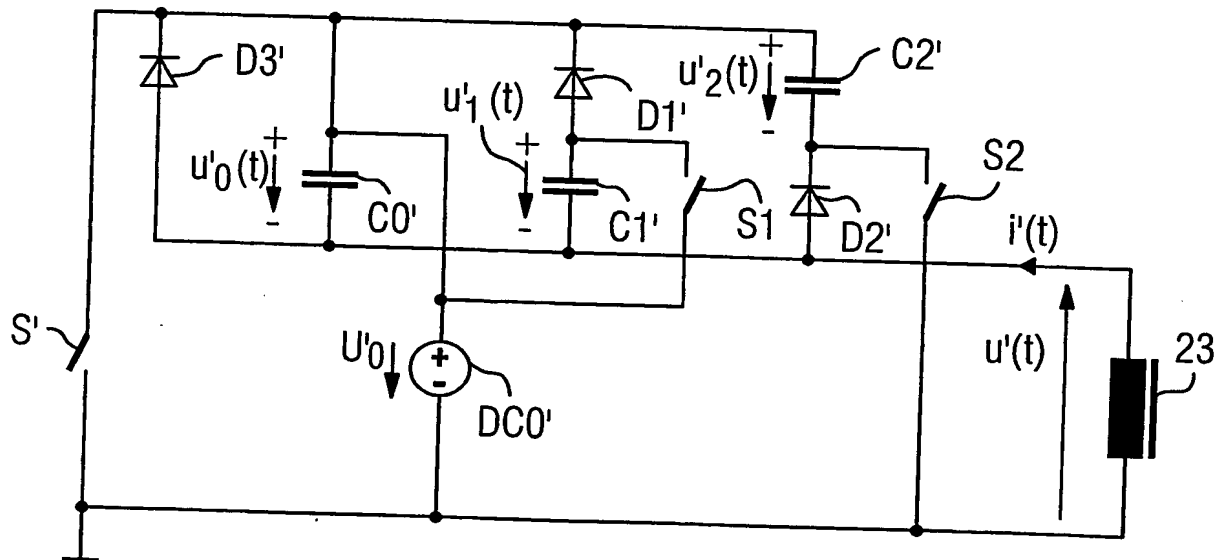 D3'
u'0 (t)
+
-
C0'
u'1 (t)
+
-
D1'
C1'
S1
u'2 (t)
+
-
C2'
D2'
S2
i'(t)
S'
U'0
+
-
DC0'
u'(t)
23